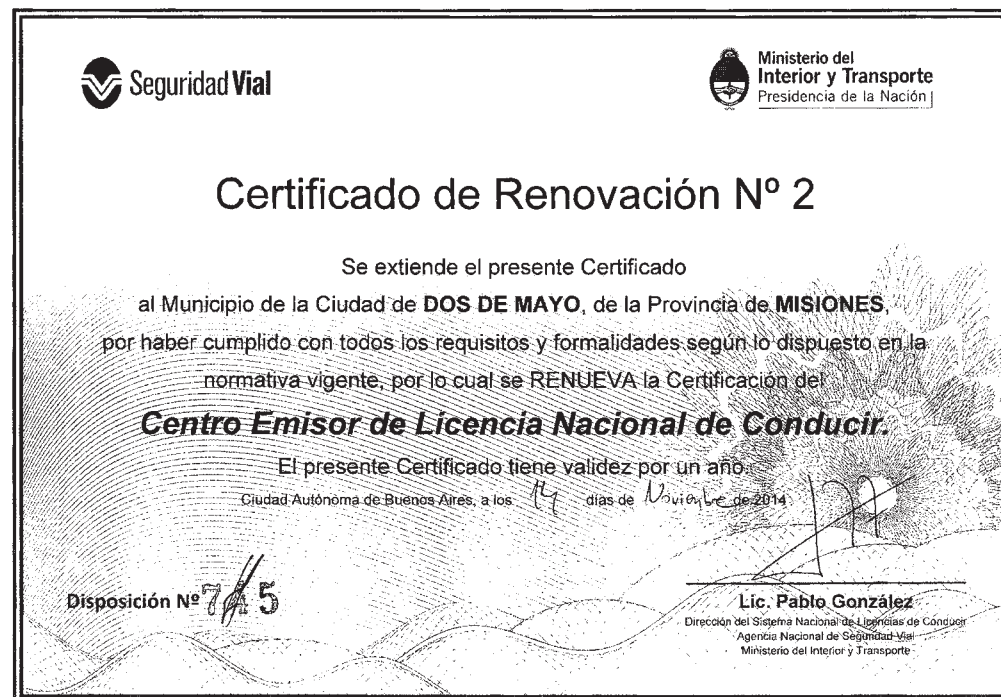 Seguridad Vial
Ministerio del
Interior y Transporte
Presidencia de la Nación
Certificado de Renovación Nº 2
Se extiende el presente Certificado
al Municipio de la Ciudad de DOS DE MAYO, de la Provincia de MISIONES,
por haber cumplido con todos los requisitos y formalidades según lo dispuesto en la
normativa vigente, por lo cual se RENUEVA la Certificación del
Centro Emisor de Licencia Nacional de Conducir.
El presente Certificado tiene validez por un año.
Ciudad Autónoma de Buenos Aires, a los 14 días de Noviembre de 2014
Disposición Nº 745
Lic. Pablo González
Dirección del Sistema Nacional de Licencias de Conducir
Agencia Nacional de Seguridad Vial
Ministerio del Interior y Transporte